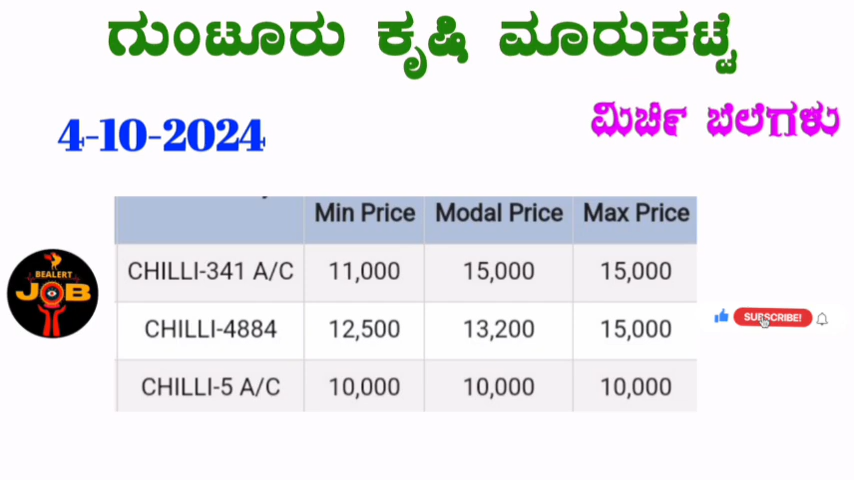 ಗುಂಟೂರು ಕೃಷಿ ಮಾರುಕಟ್ಟೆ
4-10-2024
ಮಿರ್ಚಿ ಬೆಲೆಗಳು
Min Price Modal Price Max Price
CHILLI-341 A/C 11,000 15,000 15,000
CHILLI-4884 12,500 13,200 15,000
CHILLI-5 A/C 10,000 10,000 10,000
BEALERT
JOB
SUBSCRIBE!